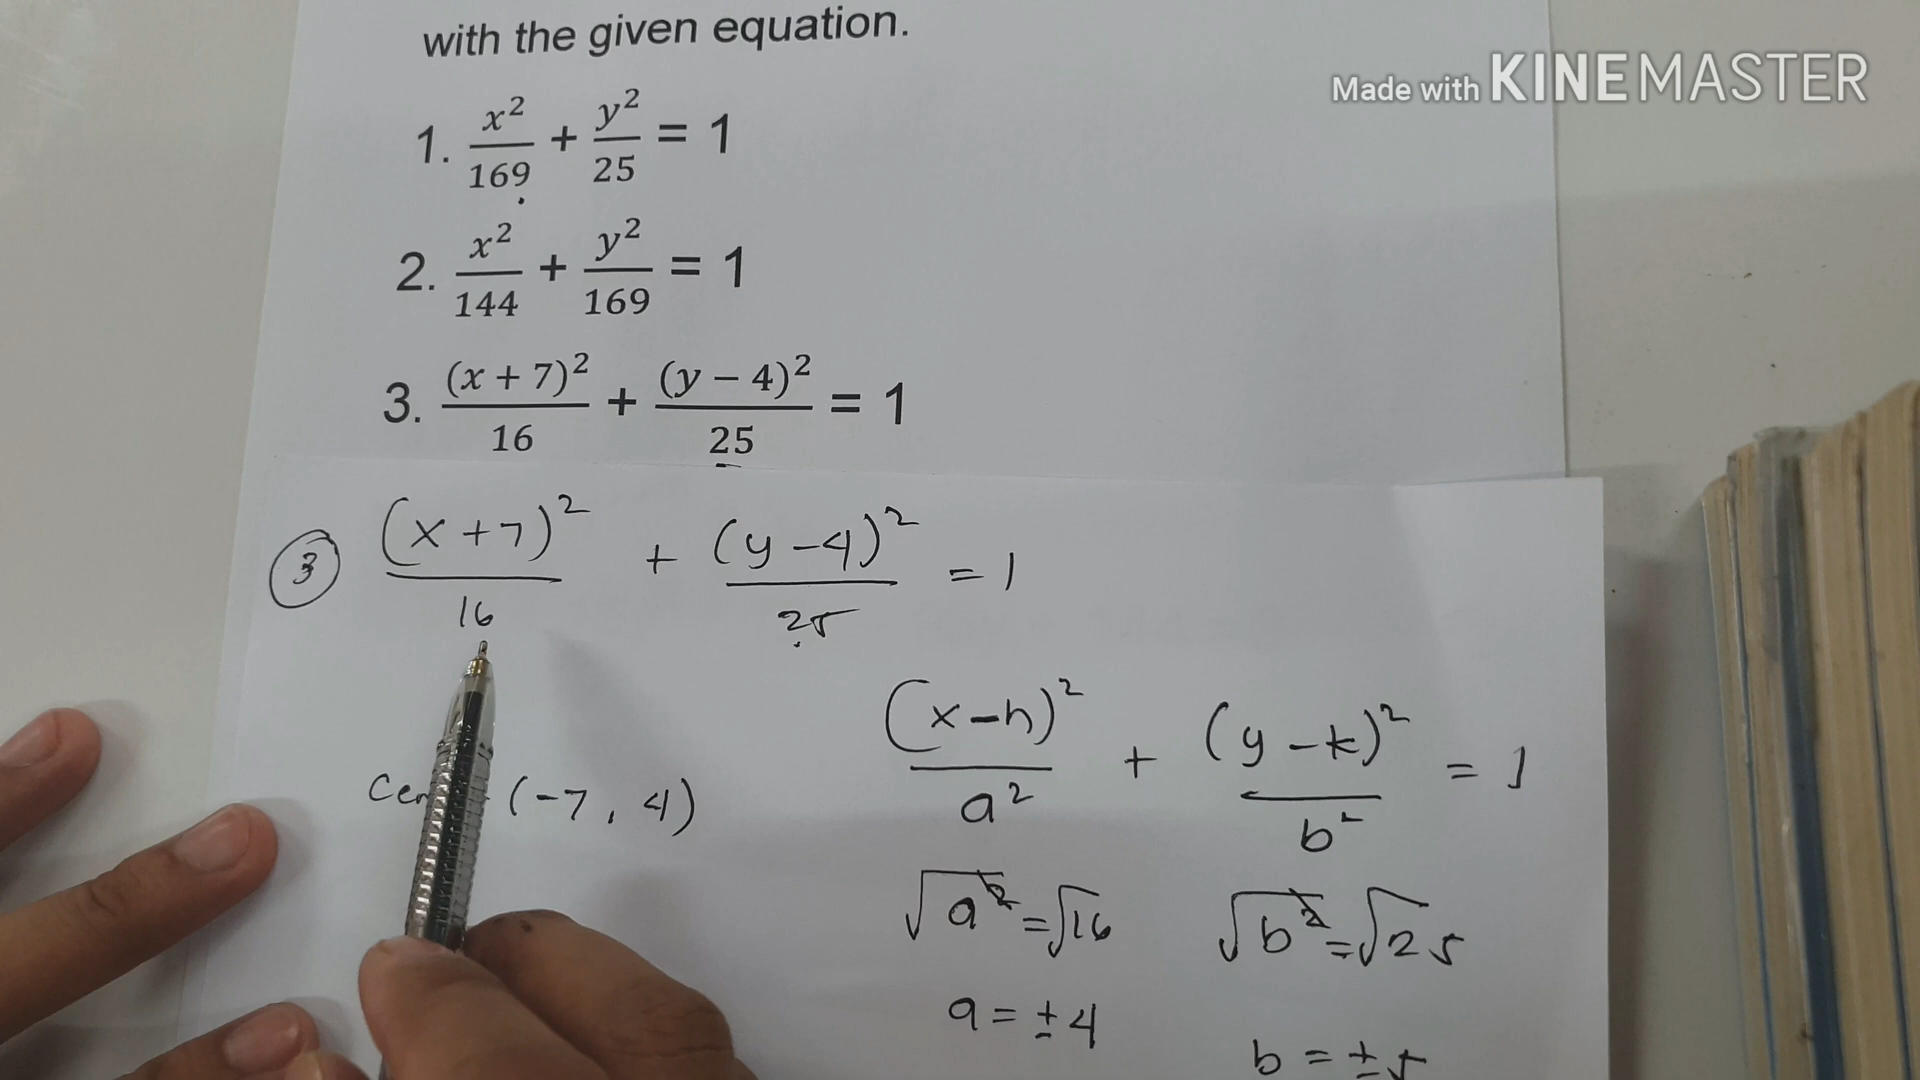 with the given equation.
Made with KINEMASTER
1. x²/169 + y²/25 = 1
2. x²/144 + y²/169 = 1
3. (x + 7)²/16 + (y − 4)²/25 = 1
③ (x+7)²/16 + (y−4)²/25 = 1
(x−h)²/a² + (y−k)²/b² = 1
(-7, 4)
√a² = √16 √b² = √25
a = ±4
b = ±5